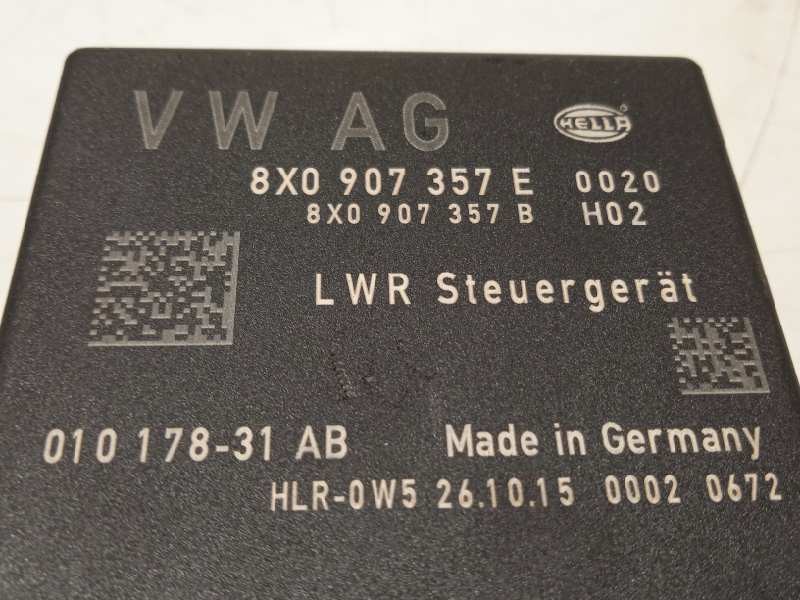 VW AG HELLA
8X0 907 357 E 0020
8X0 907 357 B H02
LWR Steuergerät
010 178-31 AB Made in Germany
HLR-0W5 26.10.15 0002 0672